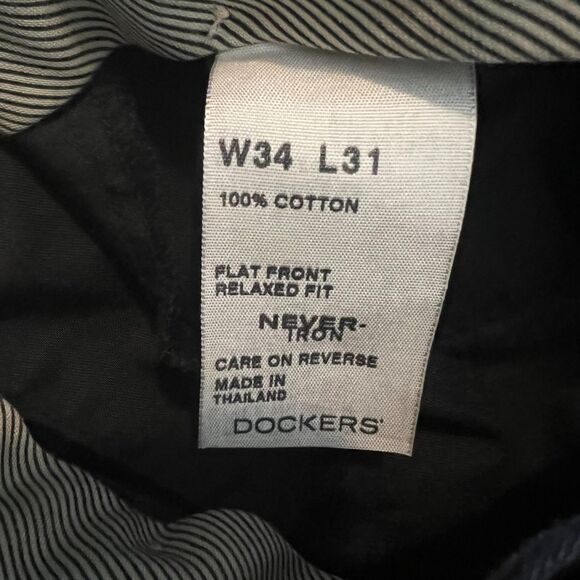 W34 L31
100% COTTON
FLAT FRONT
RELAXED FIT
NEVER-
IRON
CARE ON REVERSE
MADE IN
THAILAND
DOCKERS®